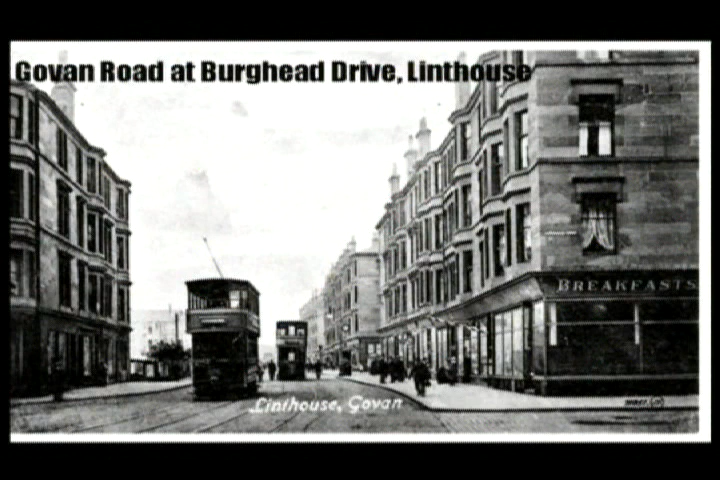 Govan Road at Burghead Drive, Linthouse
BREAKFASTS
Linthouse, Govan